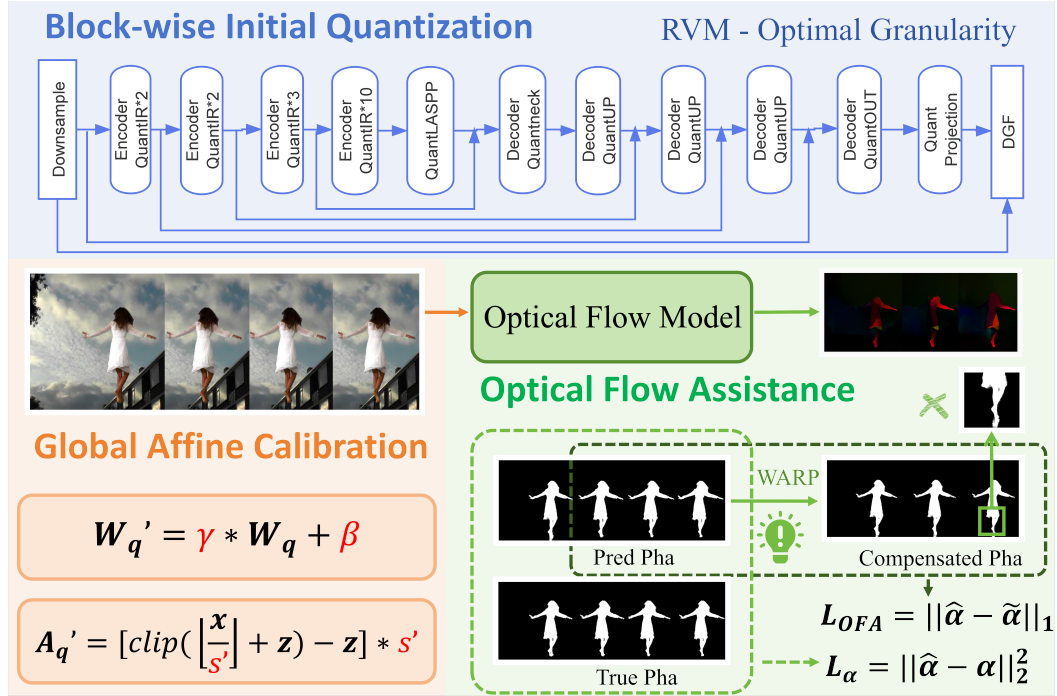 Block-wise Initial Quantization
RVM - Optimal Granularity
Downsample
Encoder
QuantIR*2
Encoder
QuantIR*2
Encoder
QuantIR*3
Encoder
QuantIR*10
QuantLASPP
Decoder
Quantneck
Decoder
QuantUP
Decoder
QuantUP
Decoder
QuantUP
Decoder
QuantOUT
Quant
Projection
DGF
Optical Flow Model
Optical Flow Assistance
Global Affine Calibration
W_q' = γ * W_q + β
A_q' = [clip(⌊x/s'⌋ + z) − z] * s'
WARP
Pred Pha
Compensated Pha
True Pha
L_OFA = ||α̂ − α̃||_1
L_α = ||α̂ − α||_2^2